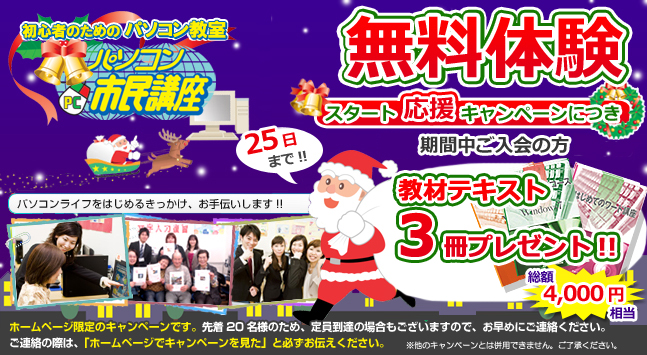 初心者のための パソコン教室
パソコン
PC 市民講座
無料体験
スタート 応援 キャンペーンにつき
期間中ご入会の方
25日
まで!!
教材テキスト
3冊プレゼント!!
総額
4,000円
相当
パソコンライフをはじめるきっかけ、お手伝いします!!
ホームページ限定のキャンペーンです。先着20名様のため、定員到達の場合もございますので、お早めにご連絡ください。
ご連絡の際は、「ホームページでキャンペーンを見た」と必ずお伝えください。
※他のキャンペーンとは併用できません。ご了承ください。